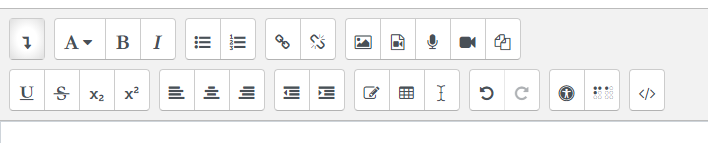 A B I
U S x₂ x²